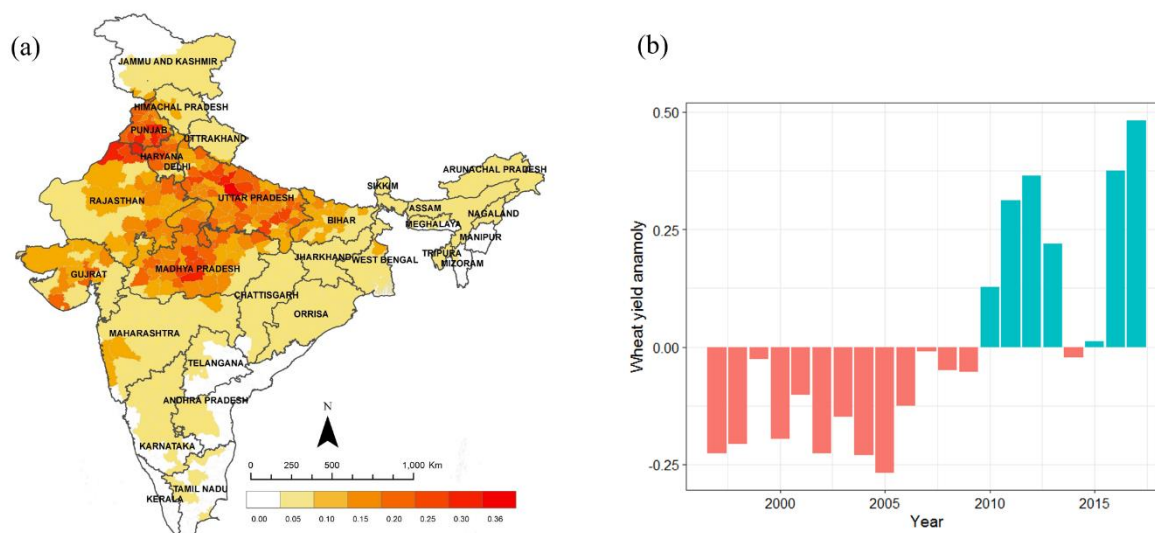 (a)
JAMMU AND KASHMIR
HIMACHAL PRADESH
PUNJAB
UTTRAKHAND
HARYANA
DELHI
RAJASTHAN
UTTAR PRADESH
BIHAR
SIKKIM
ARUNACHAL PRADESH
ASSAM
NAGALAND
MEGHALAYA
MANIPUR
TRIPURA
MIZORAM
GUJRAT
MADHYA PRADESH
JHARKHAND
WEST BENGAL
CHATTISGARH
ORRISA
MAHARASHTRA
TELANGANA
ANDHRA PRADESH
KARNATAKA
TAMIL NADU
KERALA
N
0 250 500 1,000 Km
0.00 0.05 0.10 0.15 0.20 0.25 0.30 0.36
(b)
Wheat yield anamoly
0.50
0.25
0.00
-0.25
2000 2005 2010 2015
Year